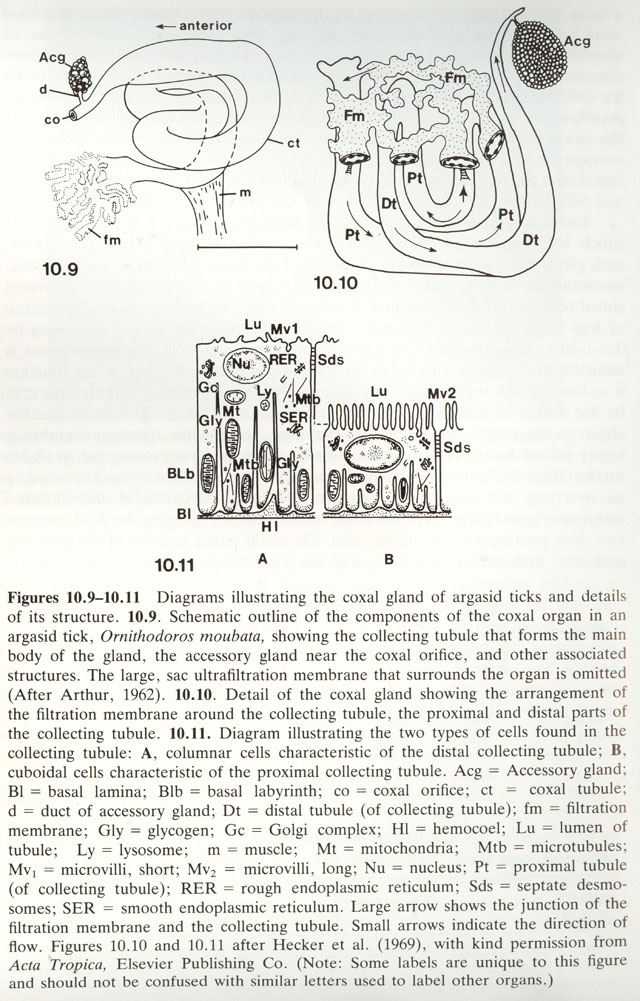 anterior
Acg
d
co
ct
m
fm
10.9
Acg
Fm
Fm
Pt
Dt
Pt
Pt
Dt
10.10
Lu Mv1
Nu RER Sds
Gc Ly Mtb
Gly Mt SER
Mtb Gly
BLb
Bl
Hl
Lu Mv2
Sds
10.11 A B
Figures 10.9–10.11 Diagrams illustrating the coxal gland of argasid ticks and details
of its structure. 10.9. Schematic outline of the components of the coxal organ in an
argasid tick, Ornithodoros moubata, showing the collecting tubule that forms the main
body of the gland, the accessory gland near the coxal orifice, and other associated
structures. The large, sac ultrafiltration membrane that surrounds the organ is omitted
(After Arthur, 1962). 10.10. Detail of the coxal gland showing the arrangement of
the filtration membrane around the collecting tubule, the proximal and distal parts of
the collecting tubule. 10.11. Diagram illustrating the two types of cells found in the
collecting tubule: A, columnar cells characteristic of the distal collecting tubule; B,
cuboidal cells characteristic of the proximal collecting tubule. Acg = Accessory gland;
Bl = basal lamina; Blb = basal labyrinth; co = coxal orifice; ct = coxal tubule;
d = duct of accessory gland; Dt = distal tubule (of collecting tubule); fm = filtration
membrane; Gly = glycogen; Gc = Golgi complex; Hl = hemocoel; Lu = lumen of
tubule; Ly = lysosome; m = muscle; Mt = mitochondria; Mtb = microtubules;
Mv1 = microvilli, short; Mv2 = microvilli, long; Nu = nucleus; Pt = proximal tubule
(of collecting tubule); RER = rough endoplasmic reticulum; Sds = septate desmo-
somes; SER = smooth endoplasmic reticulum. Large arrow shows the junction of the
filtration membrane and the collecting tubule. Small arrows indicate the direction of
flow. Figures 10.10 and 10.11 after Hecker et al. (1969), with kind permission from
Acta Tropica, Elsevier Publishing Co. (Note: Some labels are unique to this figure
and should not be confused with similar letters used to label other organs.)